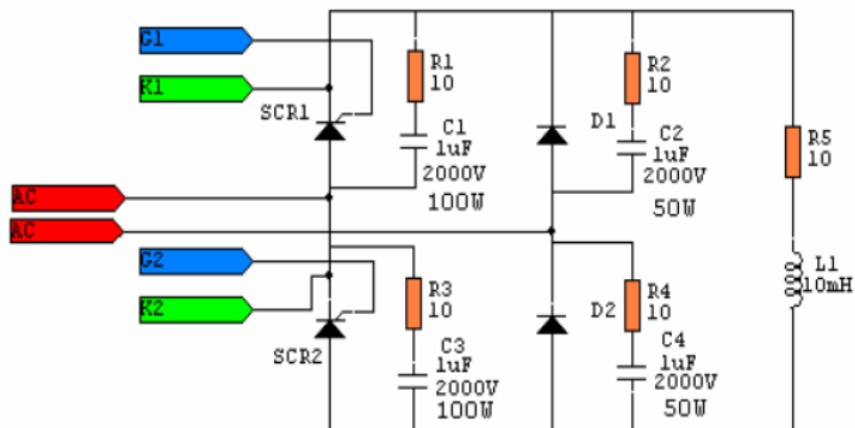 G1
K1
SCR1
R1
10
C1
1uF
2000V
100W
D1
R2
10
C2
1uF
2000V
50W
R5
10
AC
AC
G2
K2
SCR2
R3
10
C3
1uF
2000V
100W
D2
R4
10
C4
1uF
2000V
50W
L1
10mH